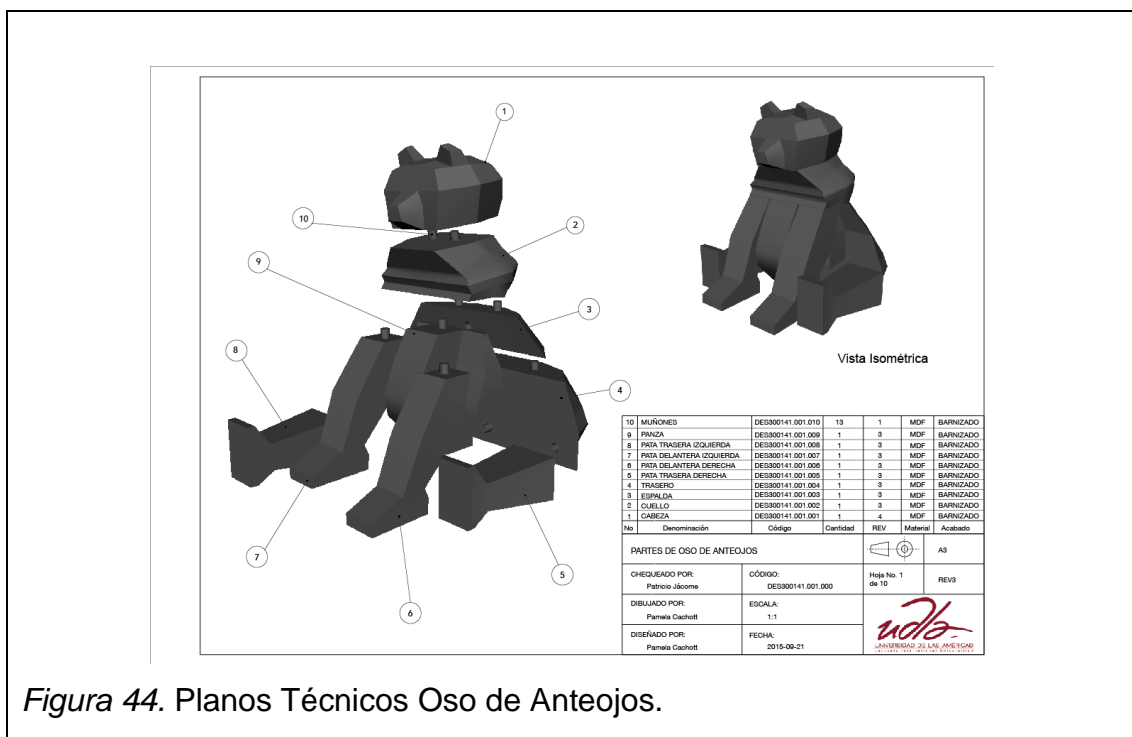 1
10
2
9
3
8
4
7
5
6
Vista Isométrica
10 MUÑONES DES300141.001.010 13 1 MDF BARNIZADO
9 PANZA DES300141.001.009 1 3 MDF BARNIZADO
8 PATA TRASERA IZQUIERDA DES300141.001.008 1 3 MDF BARNIZADO
7 PATA DELANTERA IZQUIERDA DES300141.001.007 1 3 MDF BARNIZADO
6 PATA DELANTERA DERECHA DES300141.001.006 1 3 MDF BARNIZADO
5 PATA TRASERA DERECHA DES300141.001.005 1 3 MDF BARNIZADO
4 TRASERO DES300141.001.004 1 3 MDF BARNIZADO
3 ESPALDA DES300141.001.003 1 3 MDF BARNIZADO
2 CUELLO DES300141.001.002 1 3 MDF BARNIZADO
1 CABEZA DES300141.001.001 1 4 MDF BARNIZADO
No Denominación Código Cantidad REV Material Acabado
PARTES DE OSO DE ANTEOJOS A3
CHEQUEADO POR: CÓDIGO: Hoja No. 1
Patricio Jácome DES300141.001.000 de 10 REV3
DIBUJADO POR: ESCALA:
Pamela Cachott 1:1
DISEÑADO POR: FECHA:
Pamela Cachott 2015-09-21
udla
UNIVERSIDAD DE LAS AMÉRICAS
Figura 44. Planos Técnicos Oso de Anteojos.